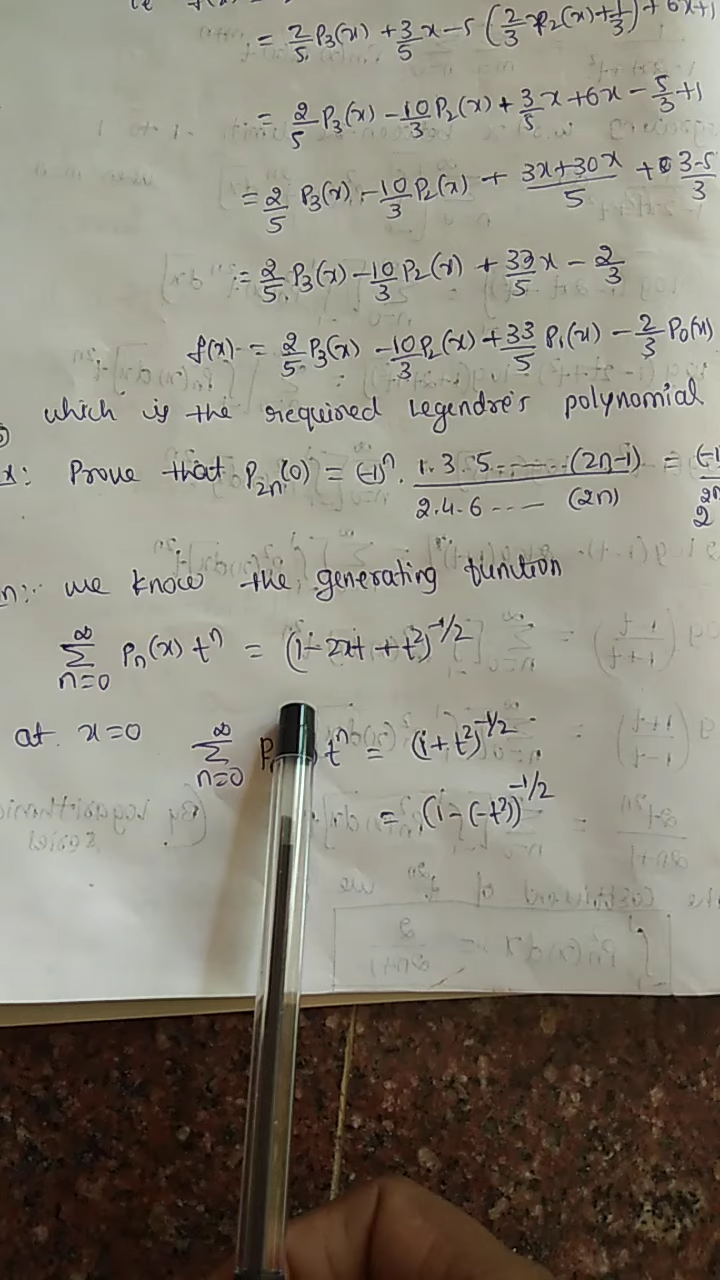 = 2/5 P₃(x) + 3/5 x - 5 (2/3 P₂(x) + 1/3) + 6x+1
= 2/5 P₃(x) - 10/3 P₂(x) + 3/5 x + 6x - 5/3 + 1
= 2/5 P₃(x) - 10/3 P₂(x) + (3x+30x)/5 + (3-5)/3
= 2/5 P₃(x) - 10/3 P₂(x) + 33/5 x - 2/3
f(x) = 2/5 P₃(x) - 10/3 P₂(x) + 33/5 P₁(x) - 2/3 P₀(x)
which is the required Legendre's polynomial
x: Prove that P₂ₙ(0) = (-1)ⁿ · (1.3.5 ...... (2n-1))/(2.4.6 .... (2n)) = (-1
n: we know the generating function
∑_{n=0}^{∞} Pₙ(x) tⁿ = (1-2xt+t²)^{-1/2}
at x=0 ∑_{n=0}^{∞} P tⁿ = (1+t²)^{-1/2}
= (1-(-t²))^{-1/2}